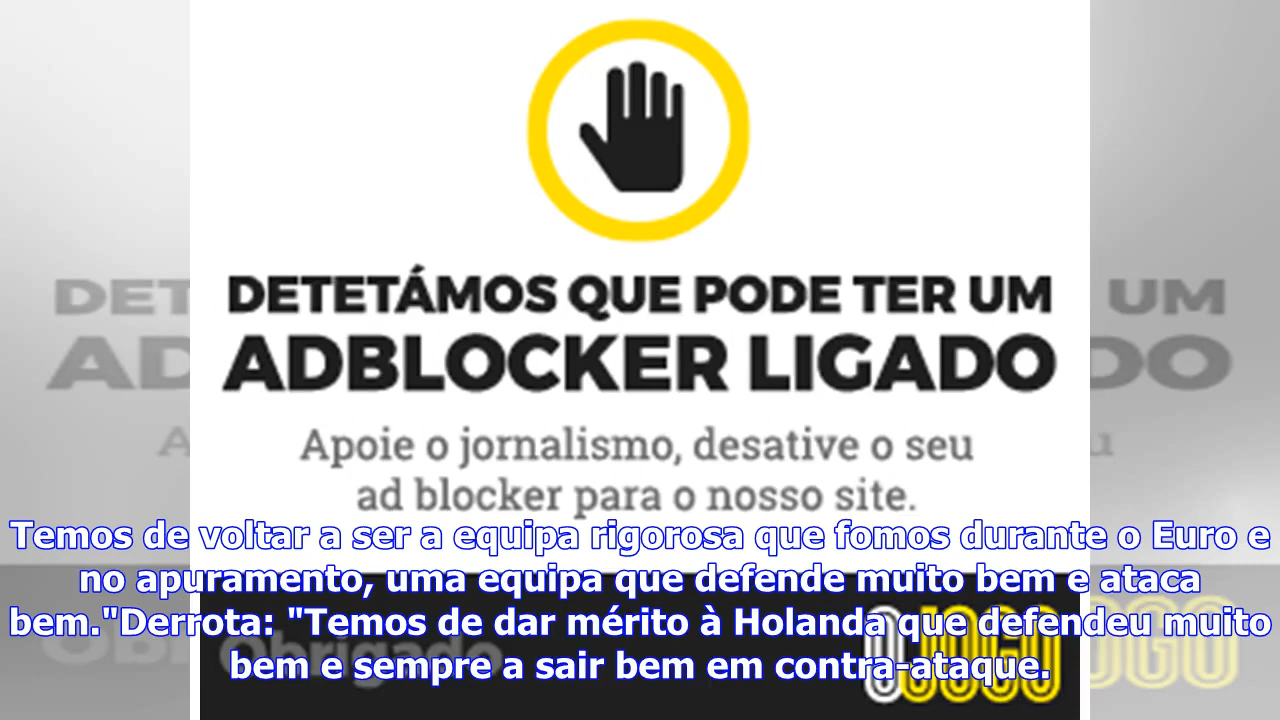 DETETÁMOS QUE PODE TER UM
ADBLOCKER LIGADO
Apoie o jornalismo, desative o seu
ad blocker para o nosso site.
Temos de voltar a ser a equipa rigorosa que fomos durante o Euro e
no apuramento, uma equipa que defende muito bem e ataca
bem."Derrota: "Temos de dar mérito à Holanda que defendeu muito
bem e sempre a sair bem em contra-ataque.
Obrigado
O JOGO